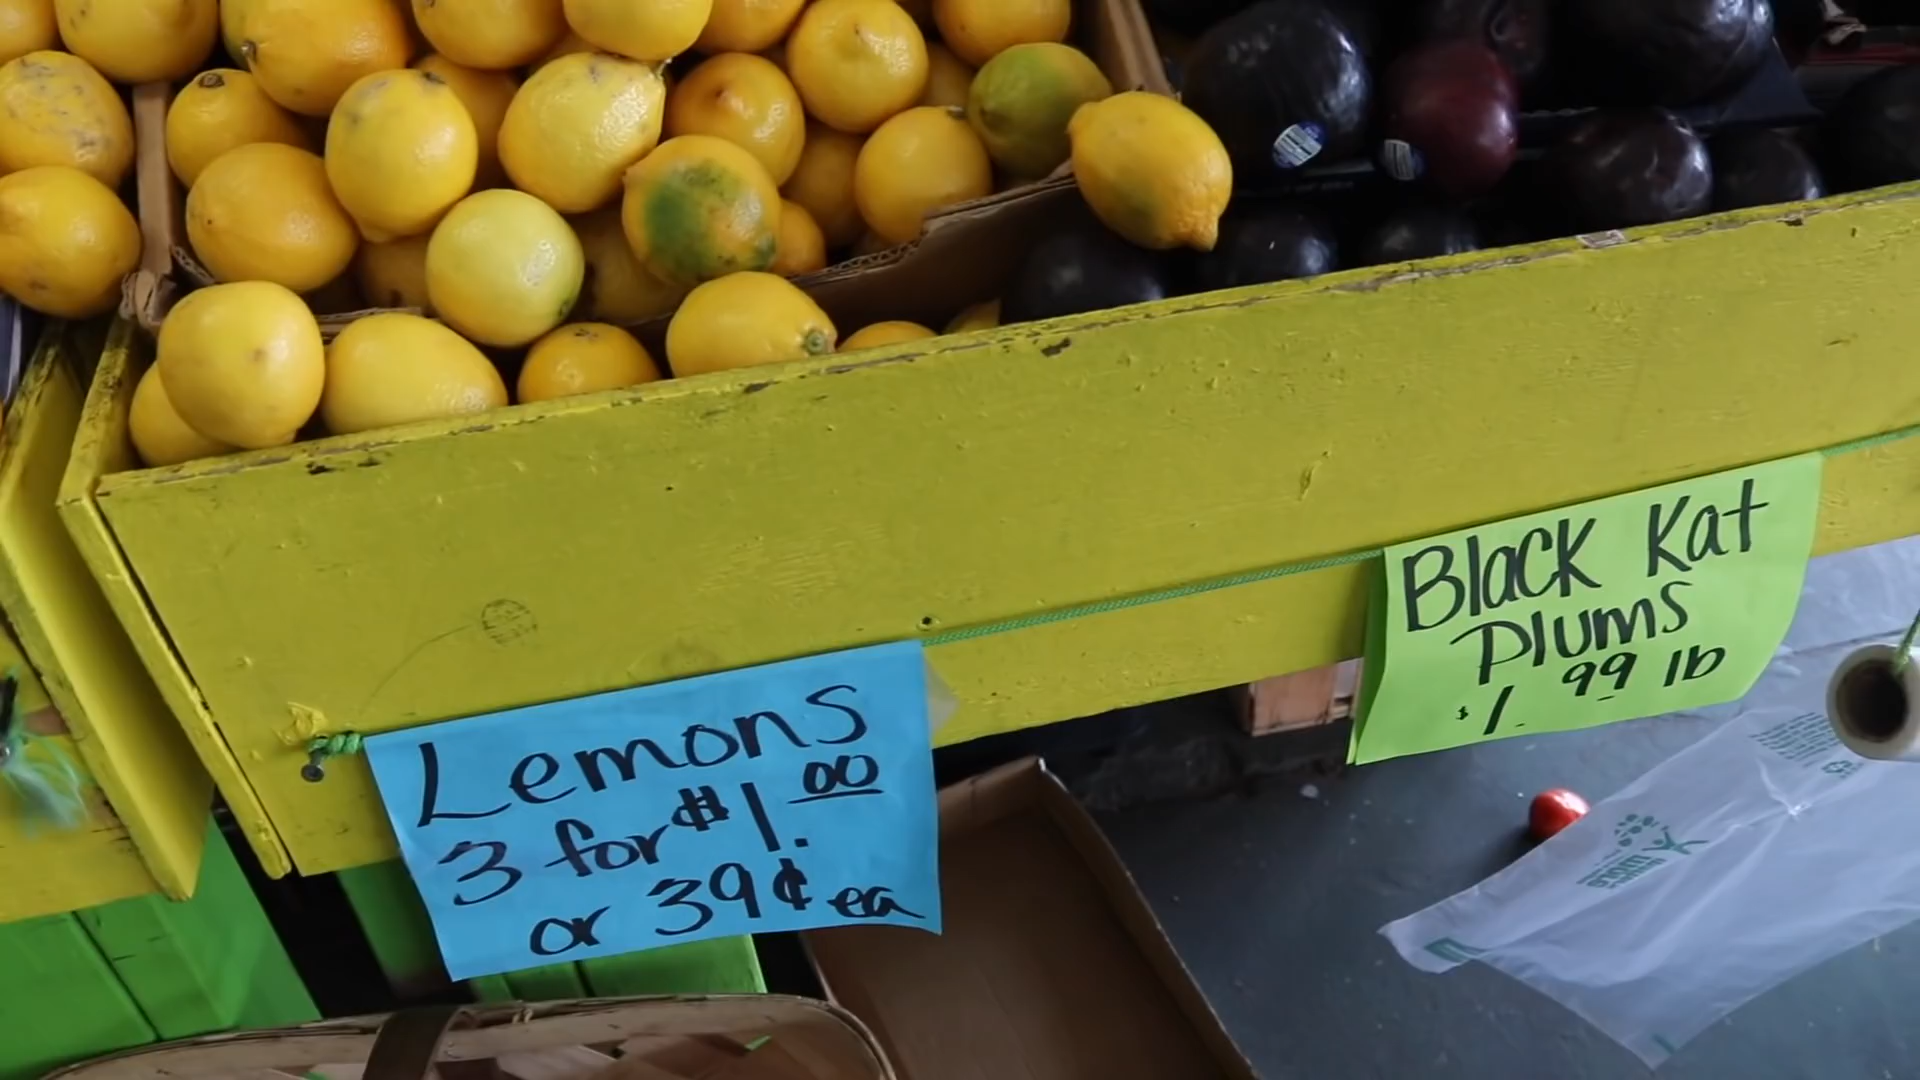 Lemons
3 for $1.00
or 39¢ ea
Black Kat
Plums
$1.99 lb